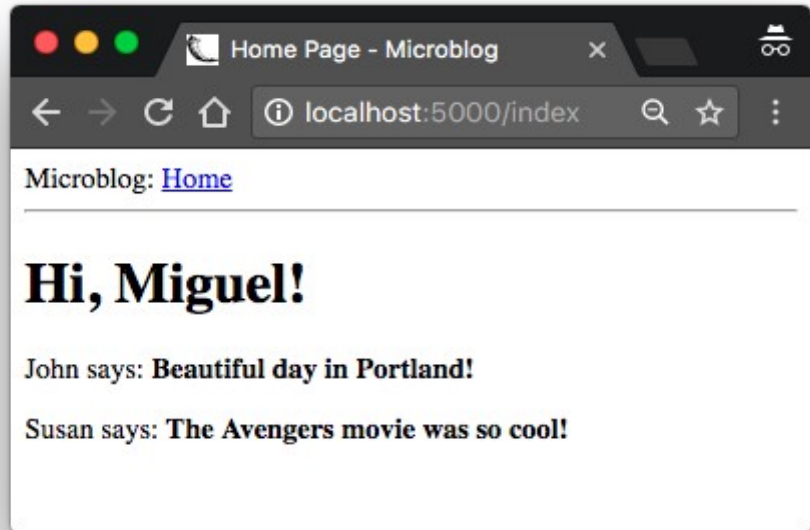 Home Page - Microblog
localhost:5000/index
Microblog: Home
Hi, Miguel!
John says: Beautiful day in Portland!
Susan says: The Avengers movie was so cool!